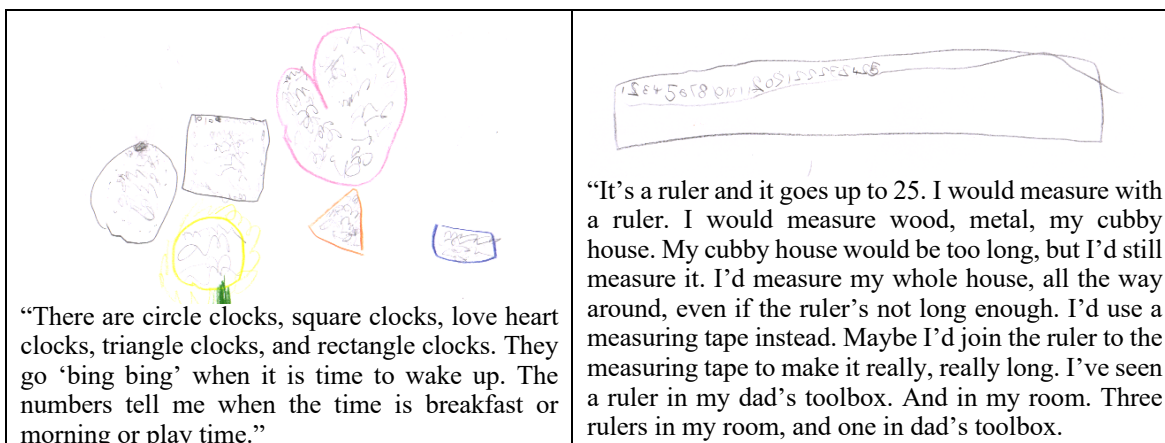 “There are circle clocks, square clocks, love heart
clocks, triangle clocks, and rectangle clocks. They
go ‘bing bing’ when it is time to wake up. The
numbers tell me when the time is breakfast or
morning or play time.”
“It’s a ruler and it goes up to 25. I would measure with
a ruler. I would measure wood, metal, my cubby
house. My cubby house would be too long, but I’d still
measure it. I’d measure my whole house, all the way
around, even if the ruler’s not long enough. I’d use a
measuring tape instead. Maybe I’d join the ruler to the
measuring tape to make it really, really long. I’ve seen
a ruler in my dad’s toolbox. And in my room. Three
rulers in my room, and one in dad’s toolbox.